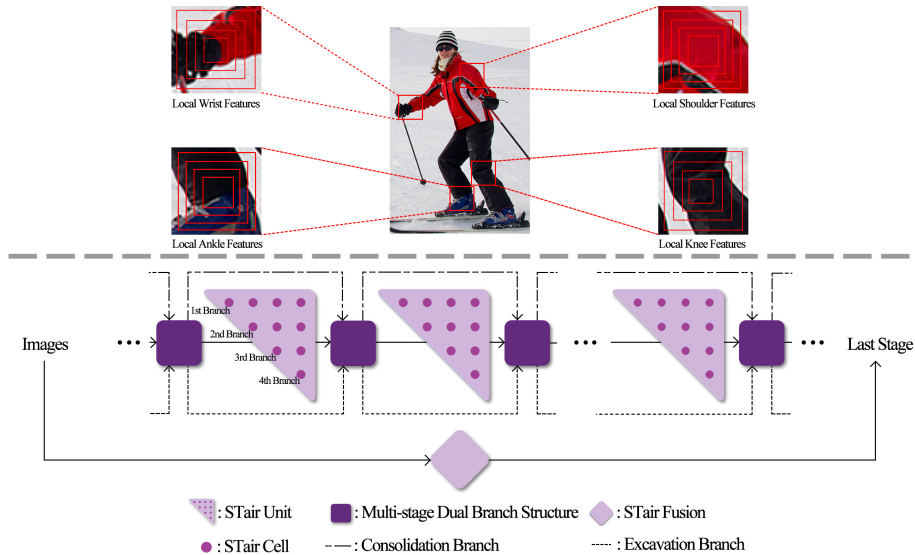 Local Wrist Features
Local Shoulder Features
Local Ankle Features
Local Knee Features
1st Branch
2nd Branch
3rd Branch
4th Branch
Images
Last Stage
: STair Unit
: Multi-stage Dual Branch Structure
: STair Fusion
: STair Cell
: Consolidation Branch
: Excavation Branch